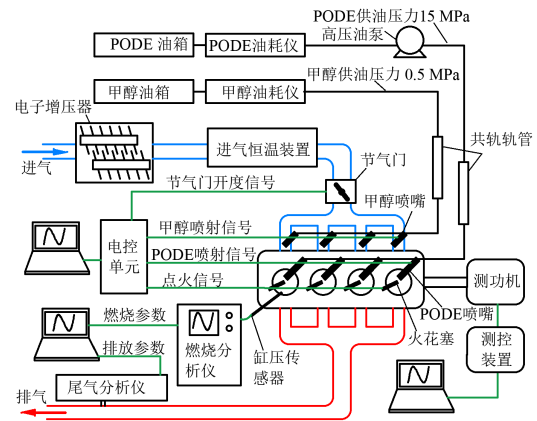 PODE供油压力15 MPa
高压油泵
PODE 油箱
PODE油耗仪
甲醇供油压力 0.5 MPa
甲醇油箱
甲醇油耗仪
电子增压器
共轨轨管
进气
进气恒温装置
节气门
节气门开度信号
甲醇喷嘴
甲醇喷射信号
电控
单元
PODE喷射信号
点火信号
测功机
PODE喷嘴
燃烧参数
燃烧分
析仪
缸压传
感器
火花塞
测控
装置
排放参数
尾气分析仪
排气